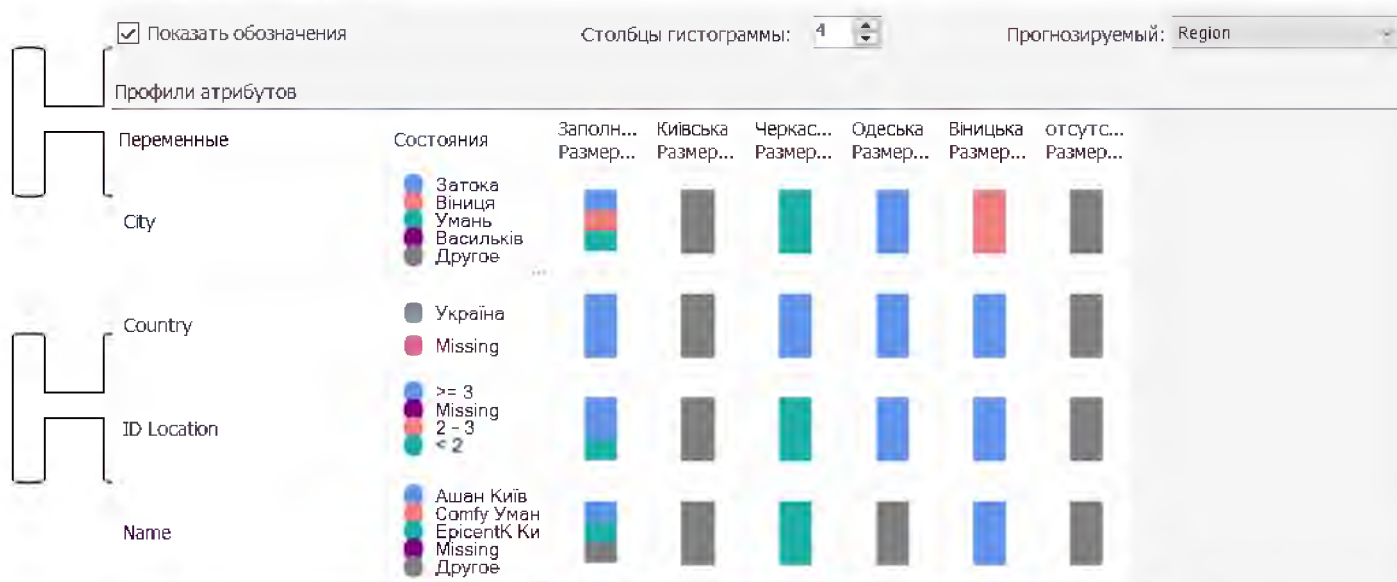 Показать обозначения Столбцы гистограммы: 4 Прогнозируемый: Region
Профили атрибутов
Переменные Состояния Заполн... Київська Черкас... Одеська Віницька отсутс...
Размер... Размер... Размер... Размер... Размер... Размер...
City
Затока
Віниця
Умань
Васильків
Другое
...
Country
Україна
Missing
ID Location
>= 3
Missing
2 - 3
< 2
Name
Ашан Київ
Comfy Уман
EpicentK Ки
Missing
Другое